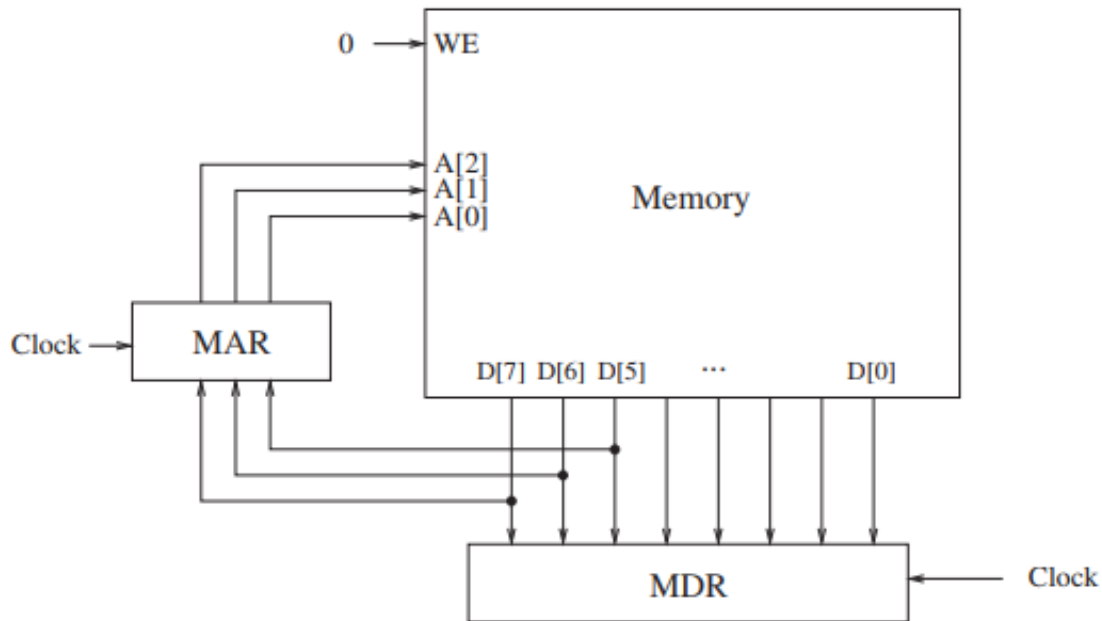 0 WE
A[2]
A[1]
A[0]
Memory
Clock MAR
D[7] D[6] D[5] ... D[0]
MDR Clock